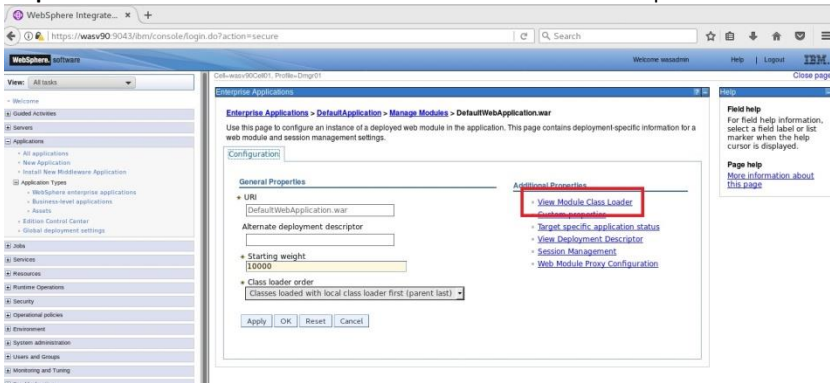 WebSphere Integrate... × +
https://wasv90:9043/ibm/console/login.do?action=secure
Search
WebSphere. software
Welcome wasadmin
Help | Logout
IBM.
View: All tasks
Cell=wasv90Cell01, Profile=Dmgr01
Close page
Welcome
Guided Activities
Servers
Applications
All applications
New Application
Install New Middleware Application
Application Types
WebSphere enterprise applications
Business-level applications
Assets
Edition Control Center
Global deployment settings
Jobs
Services
Resources
Runtime Operations
Security
Operational policies
Environment
System administration
Users and Groups
Monitoring and Tuning
Enterprise Applications
Enterprise Applications > DefaultApplication > Manage Modules > DefaultWebApplication.war
Use this page to configure an instance of a deployed web module in the application. This page contains deployment-specific information for a
web module and session management settings.
Configuration
General Properties
* URI
DefaultWebApplication.war
Alternate deployment descriptor
* Starting weight
10000
* Class loader order
Classes loaded with local class loader first (parent last)
Apply OK Reset Cancel
Additional Properties
View Module Class Loader
Custom properties
Target specific application status
View Deployment Descriptor
Session Management
Web Module Proxy Configuration
Help
Field help
For field help information,
select a field label or list
marker when the help
cursor is displayed.
Page help
More information about
this page